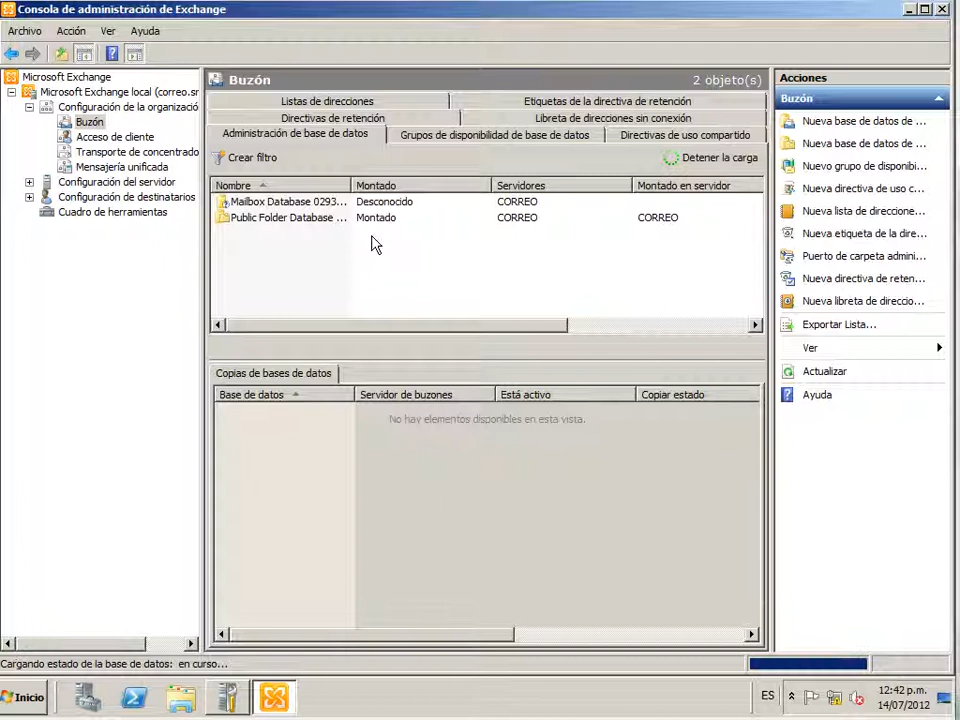 Consola de administración de Exchange
Archivo Acción Ver Ayuda
Microsoft Exchange
Microsoft Exchange local (correo.sr
Configuración de la organizació
Buzón
Acceso de cliente
Transporte de concentrado
Mensajería unificada
Configuración del servidor
Configuración de destinatarios
Cuadro de herramientas
Buzón 2 objeto(s)
Listas de direcciones Etiquetas de la directiva de retención
Directivas de retención Libreta de direcciones sin conexión
Administración de base de datos Grupos de disponibilidad de base de datos Directivas de uso compartido
Crear filtro Detener la carga
Nombre Montado Servidores Montado en servidor
Mailbox Database 0293... Desconocido CORREO
Public Folder Database ... Montado CORREO CORREO
Copias de bases de datos
Base de datos Servidor de buzones Está activo Copiar estado
No hay elementos disponibles en esta vista.
Acciones
Buzón
Nueva base de datos de ...
Nueva base de datos de ...
Nuevo grupo de disponibi...
Nueva directiva de uso c...
Nueva lista de direccione...
Nueva etiqueta de la dire...
Puerto de carpeta admini...
Nueva directiva de reten...
Nueva libreta de direccio...
Exportar Lista...
Ver
Actualizar
Ayuda
Cargando estado de la base de datos: en curso...
Inicio
ES
12:42 p.m.
14/07/2012